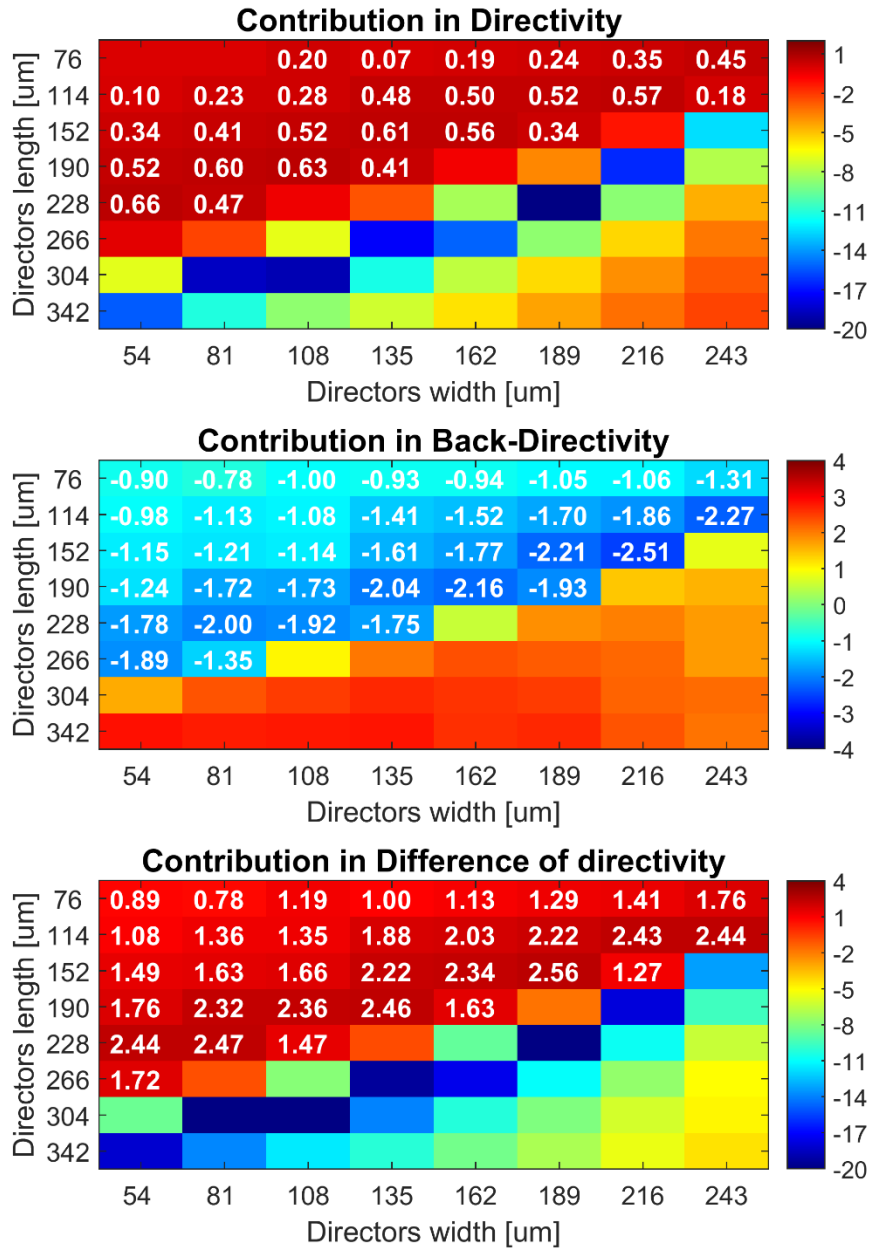 Contribution in Directivity
Directors length [um]
76 0.20 0.07 0.19 0.24 0.35 0.45 1
114 0.10 0.23 0.28 0.48 0.50 0.52 0.57 0.18 -2
152 0.34 0.41 0.52 0.61 0.56 0.34 -5
190 0.52 0.60 0.63 0.41 -8
228 0.66 0.47 -11
266 -14
304 -17
342 -20
54 81 108 135 162 189 216 243
Directors width [um]
Contribution in Back-Directivity
Directors length [um]
4
76 -0.90 -0.78 -1.00 -0.93 -0.94 -1.05 -1.06 -1.31 3
114 -0.98 -1.13 -1.08 -1.41 -1.52 -1.70 -1.86 -2.27 2
152 -1.15 -1.21 -1.14 -1.61 -1.77 -2.21 -2.51 1
190 -1.24 -1.72 -1.73 -2.04 -2.16 -1.93 0
228 -1.78 -2.00 -1.92 -1.75 -1
266 -1.89 -1.35 -2
304 -3
342 -4
54 81 108 135 162 189 216 243
Directors width [um]
Contribution in Difference of directivity
Directors length [um]
4
76 0.89 0.78 1.19 1.00 1.13 1.29 1.41 1.76 1
114 1.08 1.36 1.35 1.88 2.03 2.22 2.43 2.44 -2
152 1.49 1.63 1.66 2.22 2.34 2.56 1.27 -5
190 1.76 2.32 2.36 2.46 1.63 -8
228 2.44 2.47 1.47 -11
266 1.72 -14
304 -17
342 -20
54 81 108 135 162 189 216 243
Directors width [um]